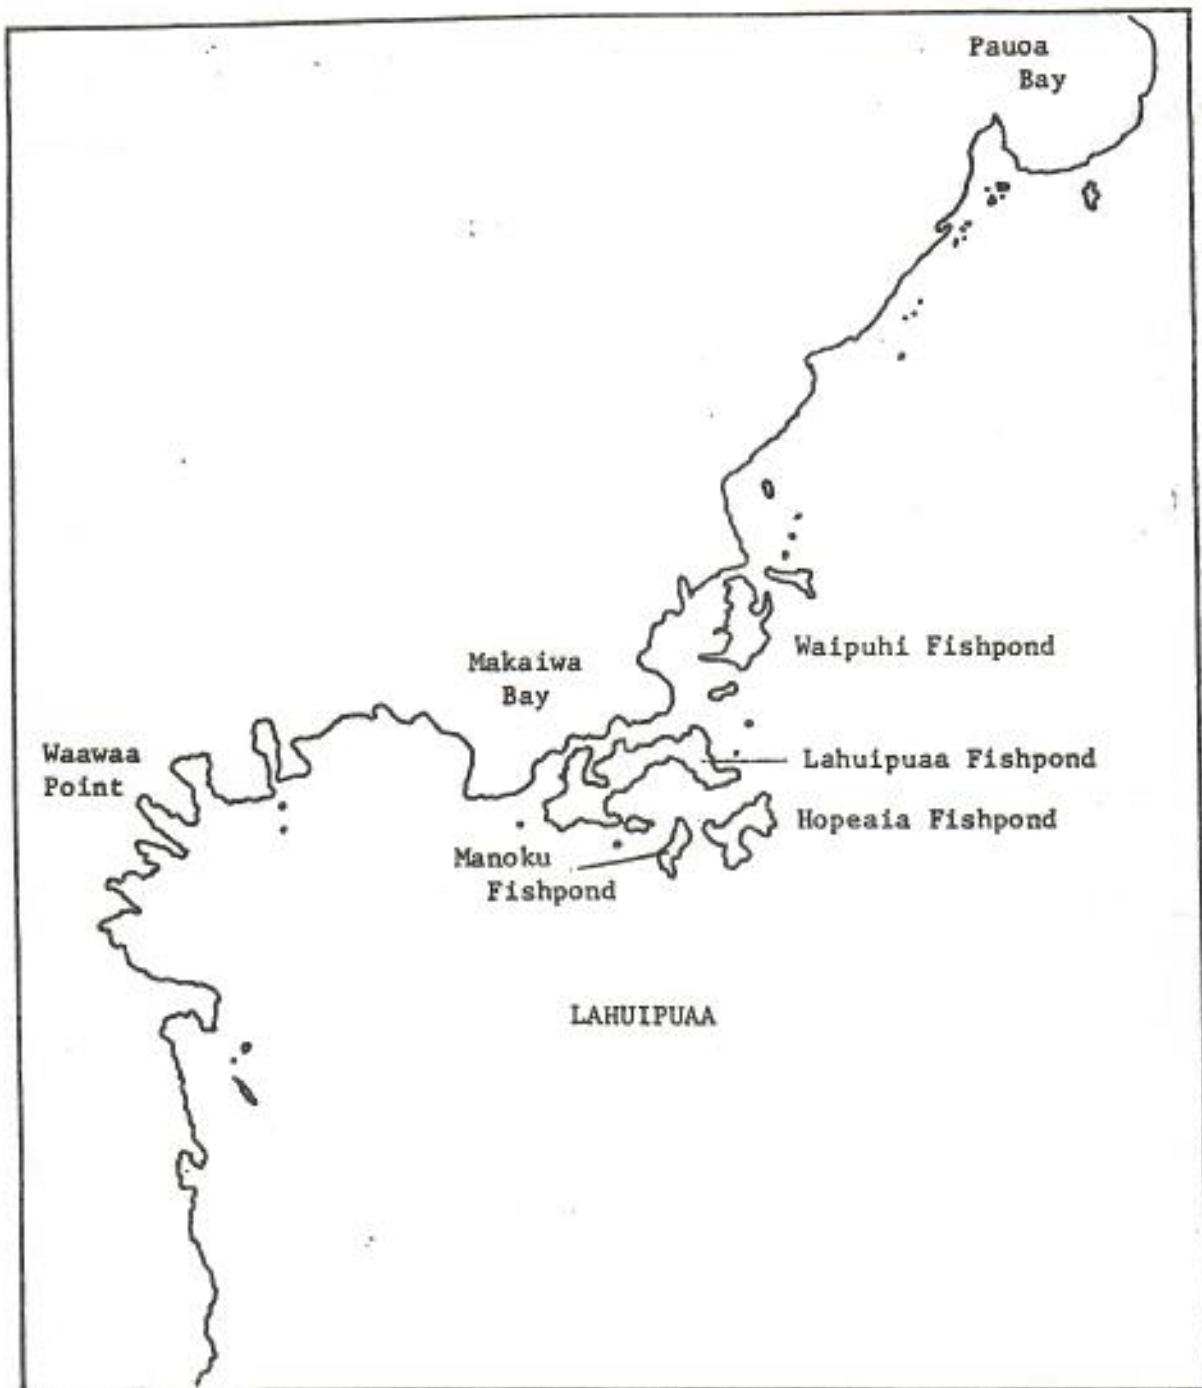 Pauoa
Bay
Waipuhi Fishpond
Makaiwa
Bay
Waawaa
Point
Lahuipuaa Fishpond
Hopeaia Fishpond
Manoku
Fishpond
LAHUIPUAA